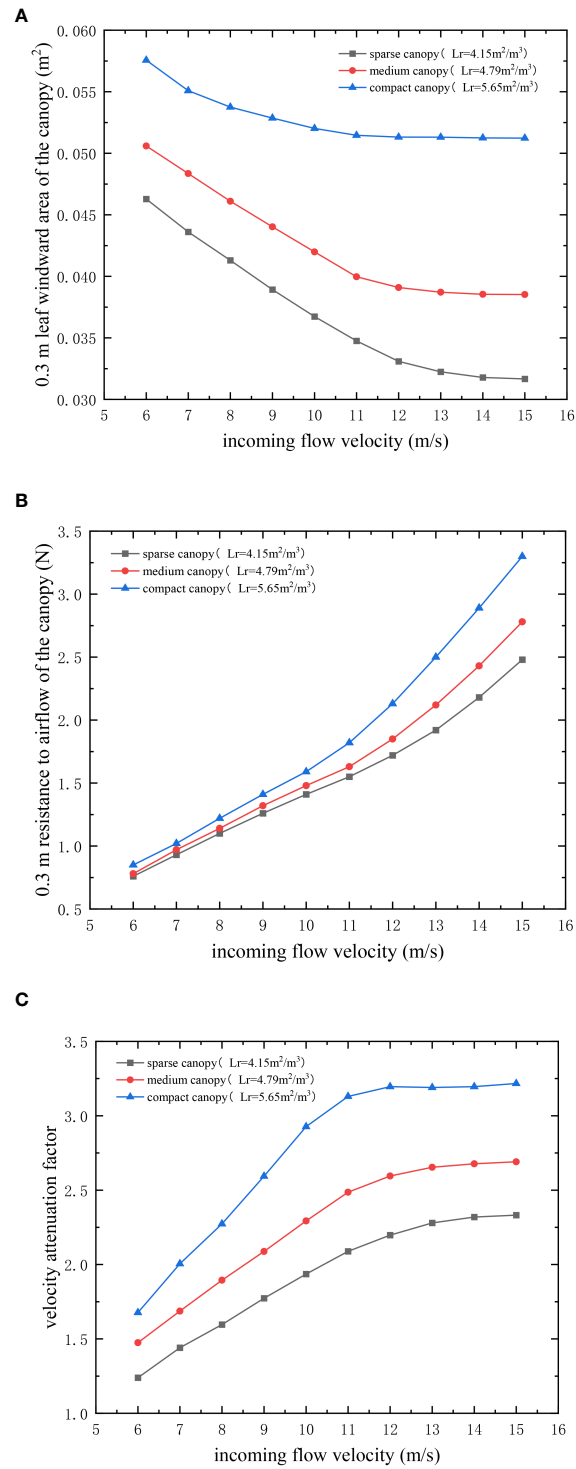 A
0.3 m leaf windward area of the canopy (m²)
0.060
0.055
0.050
0.045
0.040
0.035
0.030
sparse canopy( Lr=4.15m²/m³)
medium canopy( Lr=4.79m²/m³)
compact canopy( Lr=5.65m²/m³)
5 6 7 8 9 10 11 12 13 14 15 16
incoming flow velocity (m/s)
B
0.3 m resistance to airflow of the canopy (N)
3.5
3.0
2.5
2.0
1.5
1.0
0.5
sparse canopy( Lr=4.15m²/m³)
medium canopy( Lr=4.79m²/m³)
compact canopy( Lr=5.65m²/m³)
5 6 7 8 9 10 11 12 13 14 15 16
incoming flow velocity (m/s)
C
velocity attenuation factor
3.5
3.0
2.5
2.0
1.5
1.0
sparse canopy( Lr=4.15m²/m³)
medium canopy( Lr=4.79m²/m³)
compact canopy( Lr=5.65m²/m³)
5 6 7 8 9 10 11 12 13 14 15 16
incoming flow velocity (m/s)